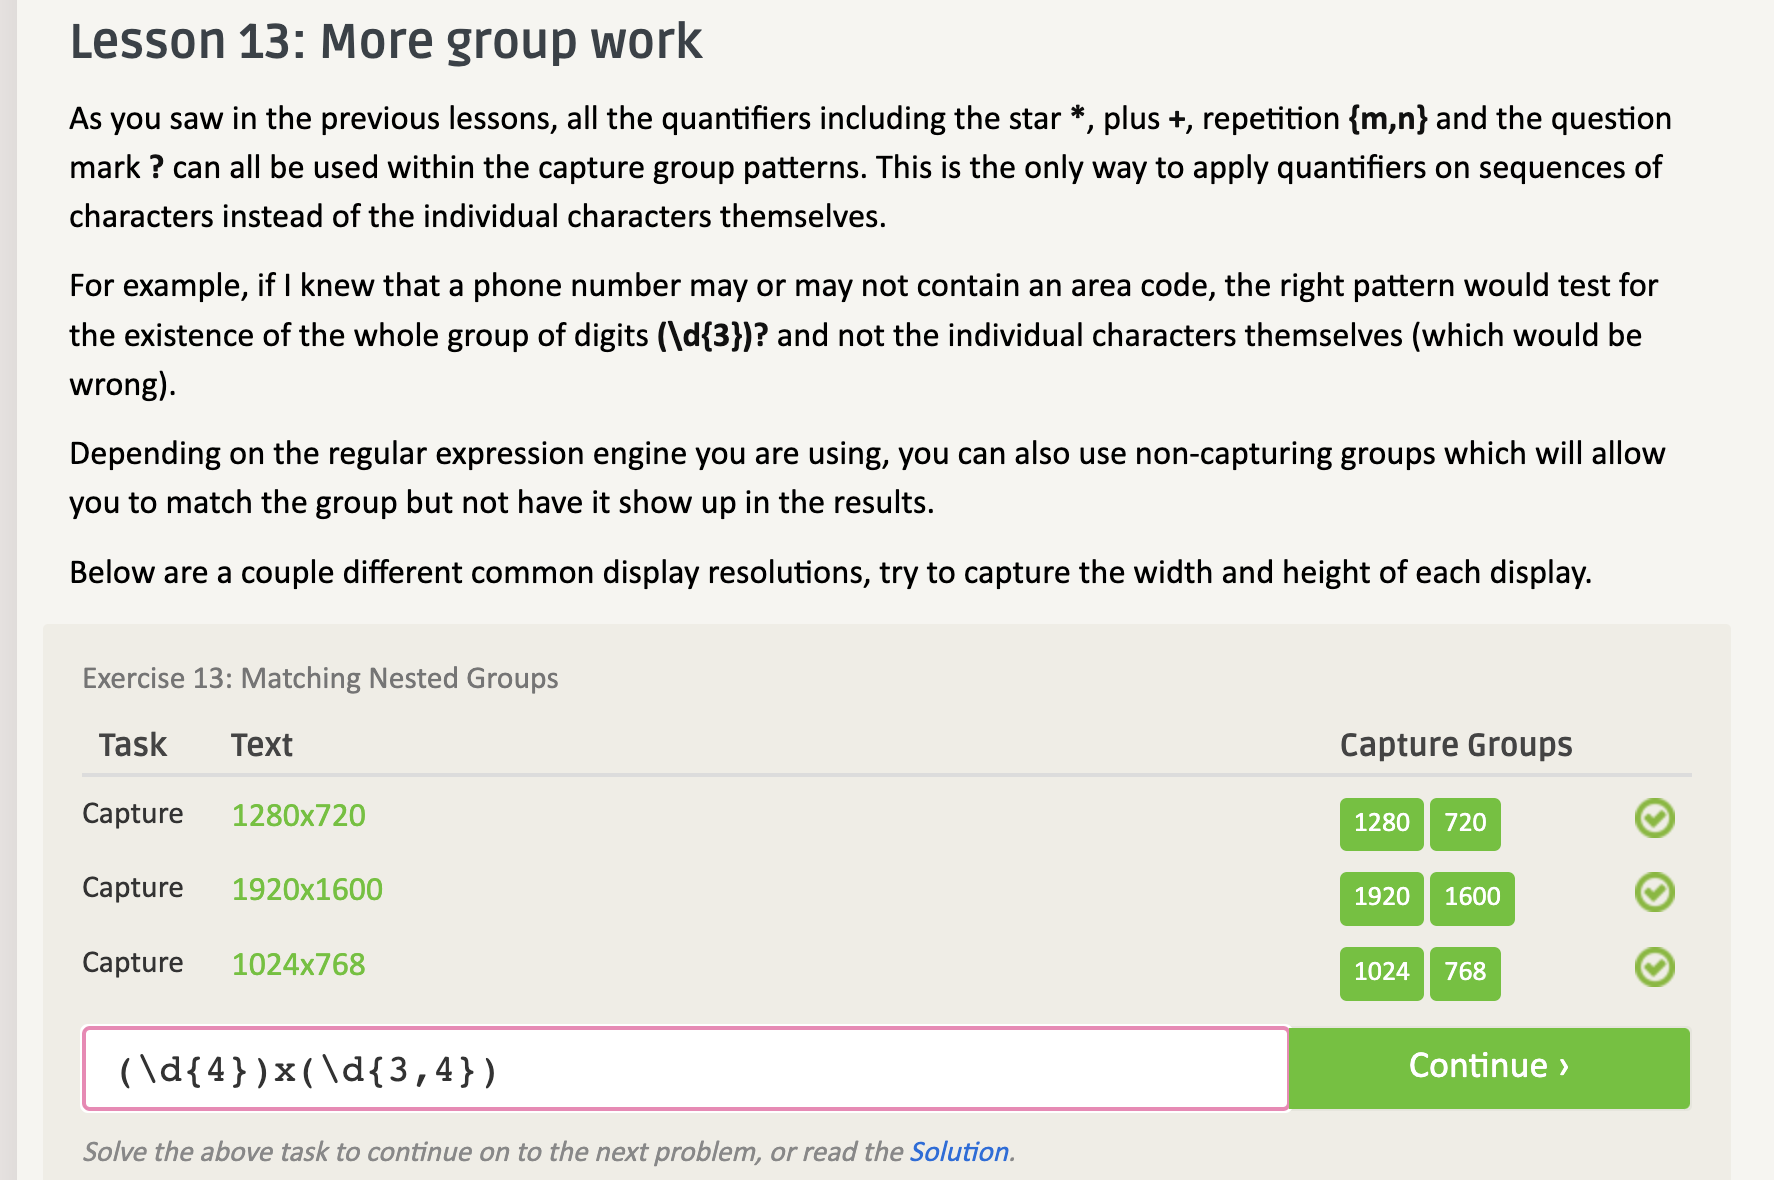 Lesson 13: More group work
As you saw in the previous lessons, all the quantifiers including the star *, plus +, repetition {m,n} and the question
mark ? can all be used within the capture group patterns. This is the only way to apply quantifiers on sequences of
characters instead of the individual characters themselves.
For example, if I knew that a phone number may or may not contain an area code, the right pattern would test for
the existence of the whole group of digits (\d{3})? and not the individual characters themselves (which would be
wrong).
Depending on the regular expression engine you are using, you can also use non-capturing groups which will allow
you to match the group but not have it show up in the results.
Below are a couple different common display resolutions, try to capture the width and height of each display.
Exercise 13: Matching Nested Groups
Task Text Capture Groups
Capture 1280x720 1280 720
Capture 1920x1600 1920 1600
Capture 1024x768 1024 768
(\d{4})x(\d{3,4}) Continue ›
Solve the above task to continue on to the next problem, or read the Solution.